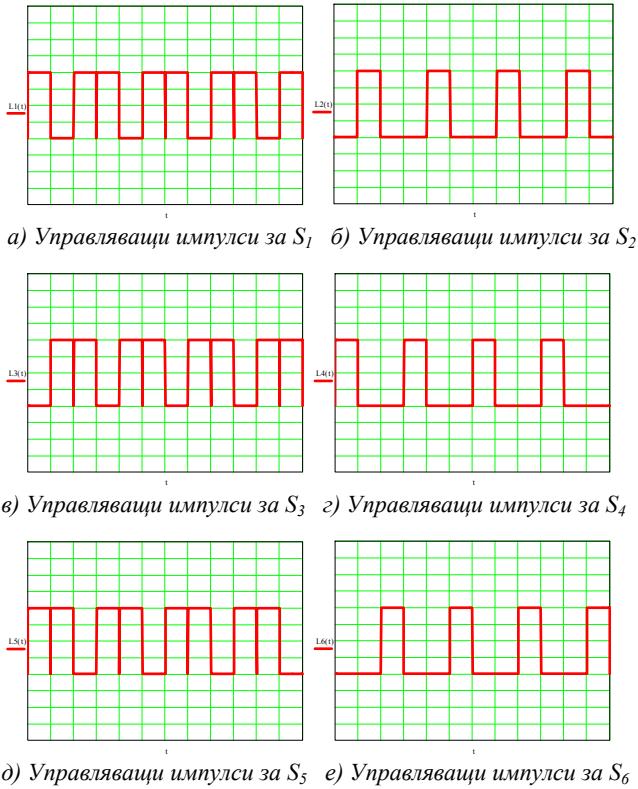 L1(t)
t
L2(t)
t
а) Управляващи импулси за S1
б) Управляващи импулси за S2
L3(t)
t
L4(t)
t
в) Управляващи импулси за S3
г) Управляващи импулси за S4
L5(t)
t
L6(t)
t
д) Управляващи импулси за S5
е) Управляващи импулси за S6